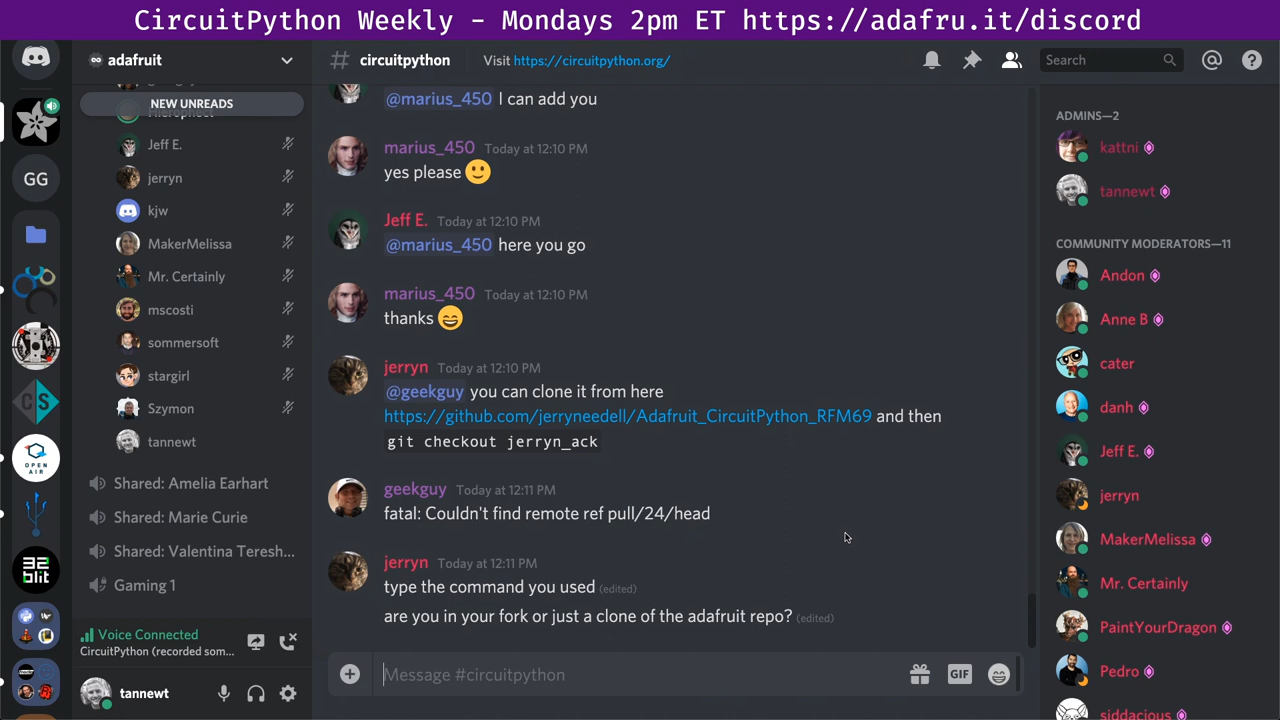 CircuitPython Weekly - Mondays 2pm ET https://adafru.it/discord
adafruit
NEW UNREADS
Jeff E.
jerryn
kjw
MakerMelissa
Mr. Certainly
mscosti
sommersoft
stargirl
Szymon
tannewt
Shared: Amelia Earhart
Shared: Marie Curie
Shared: Valentina Teresh...
Gaming 1
Voice Connected
CircuitPython (recorded som...
tannewt
GG
CS
OPEN
AIR
32
blit
# circuitpython
Visit https://circuitpython.org/
Search
@marius_450 I can add you
marius_450 Today at 12:10 PM
yes please
Jeff E. Today at 12:10 PM
@marius_450 here you go
marius_450 Today at 12:10 PM
thanks
jerryn Today at 12:10 PM
@geekguy you can clone it from here
https://github.com/jerryneedell/Adafruit_CircuitPython_RFM69 and then
git checkout jerryn_ack
geekguy Today at 12:11 PM
fatal: Couldn't find remote ref pull/24/head
jerryn Today at 12:11 PM
type the command you used (edited)
are you in your fork or just a clone of the adafruit repo? (edited)
Message #circuitpython
GIF
ADMINS—2
kattni
tannewt
COMMUNITY MODERATORS—11
Andon
Anne B
cater
danh
Jeff E.
jerryn
MakerMelissa
Mr. Certainly
PaintYourDragon
Pedro
siddacious